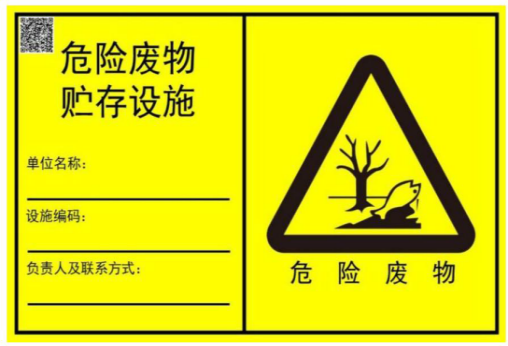 危险废物
贮存设施
单位名称：
设施编码：
负责人及联系方式：
危险废物